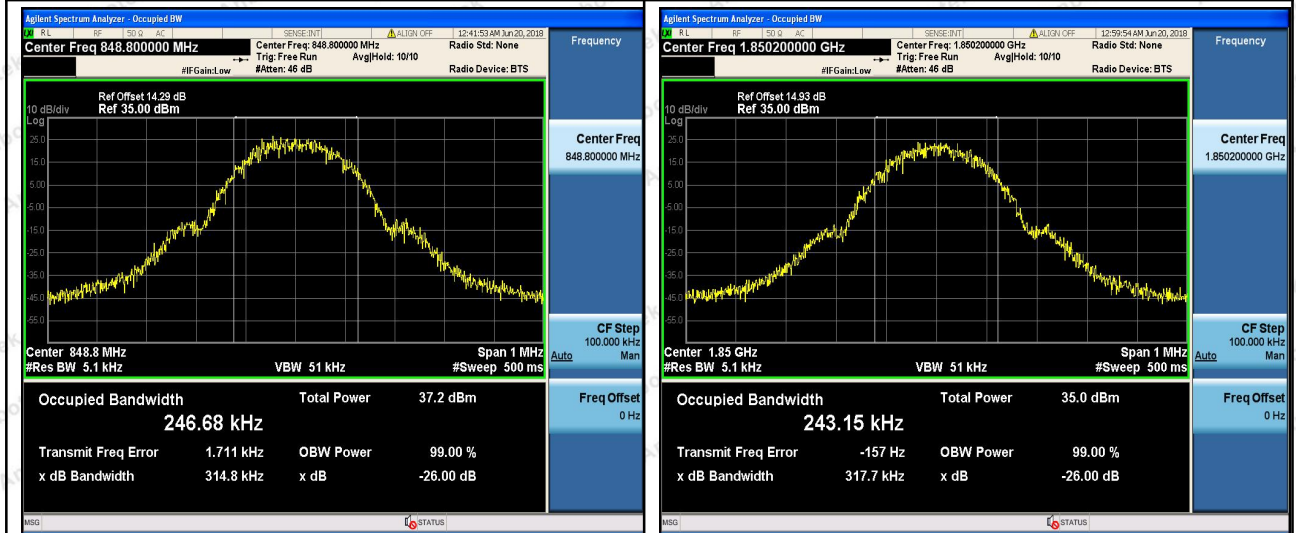 Agilent Spectrum Analyzer - Occupied BW
LXI RL RF 50 Ω AC SENSE:INT ALIGN OFF 12:41:53 AM Jun 20, 2018
Center Freq 848.800000 MHz
Center Freq: 848.800000 MHz
Radio Std: None
Trig: Free Run Avg|Hold: 10/10
#IFGain:Low #Atten: 46 dB Radio Device: BTS
Ref Offset 14.29 dB
10 dB/div Ref 35.00 dBm
Log
25.0
15.0
5.00
-5.00
-15.0
-25.0
-35.0
-45.0
-55.0
Center 848.8 MHz Span 1 MHz
#Res BW 5.1 kHz VBW 51 kHz #Sweep 500 ms
Occupied Bandwidth Total Power 37.2 dBm
246.68 kHz
Transmit Freq Error 1.711 kHz OBW Power 99.00 %
x dB Bandwidth 314.8 kHz x dB -26.00 dB
MSG STATUS
Frequency
Center Freq
848.800000 MHz
CF Step
100.000 kHz
Auto Man
Freq Offset
0 Hz
Agilent Spectrum Analyzer - Occupied BW
LXI RL RF 50 Ω AC SENSE:INT ALIGN OFF 12:59:54 AM Jun 20, 2018
Center Freq 1.850200000 GHz
Center Freq: 1.850200000 GHz
Radio Std: None
Trig: Free Run Avg|Hold: 10/10
#IFGain:Low #Atten: 46 dB Radio Device: BTS
Ref Offset 14.93 dB
10 dB/div Ref 35.00 dBm
Log
25.0
15.0
5.00
-5.00
-15.0
-25.0
-35.0
-45.0
-55.0
Center 1.85 GHz Span 1 MHz
#Res BW 5.1 kHz VBW 51 kHz #Sweep 500 ms
Occupied Bandwidth Total Power 35.0 dBm
243.15 kHz
Transmit Freq Error -157 Hz OBW Power 99.00 %
x dB Bandwidth 317.7 kHz x dB -26.00 dB
MSG STATUS
Frequency
Center Freq
1.850200000 GHz
CF Step
100.000 kHz
Auto Man
Freq Offset
0 Hz